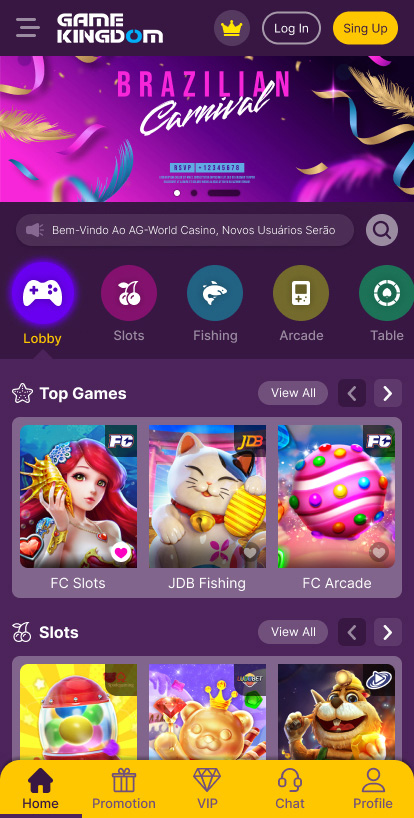 GAME
KINGDOM
Log In
Sing Up
BRAZILIAN
Carnival
RSVP +12345678
Bem-Vindo Ao AG-World Casino, Novos Usuários Serão
Lobby
Slots
Fishing
Arcade
Table
Top Games
View All
FC
JDB
FC
FC Slots
JDB Fishing
FC Arcade
Slots
View All
Home
Promotion
VIP
Chat
Profile